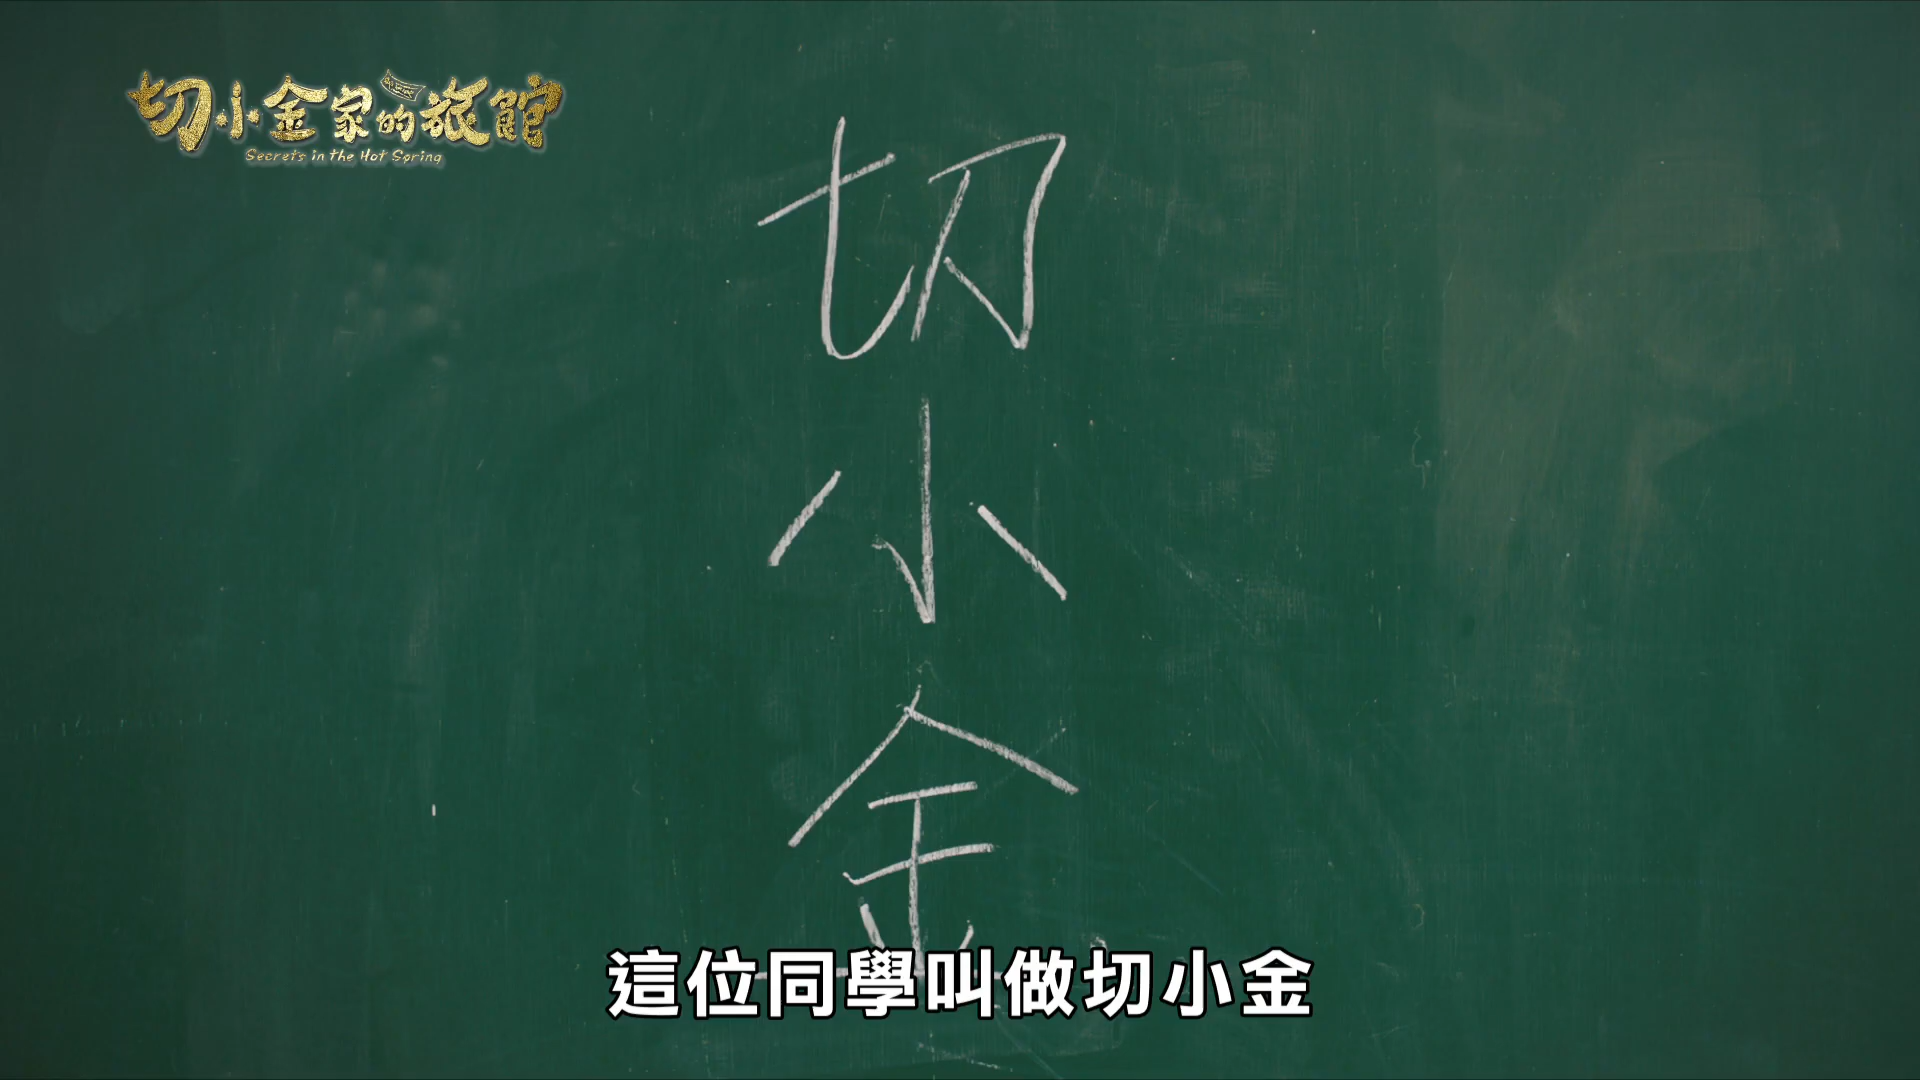 切小金家的旅館
Secrets in the Hot Spring
切
小
金
這位同學叫做切小金